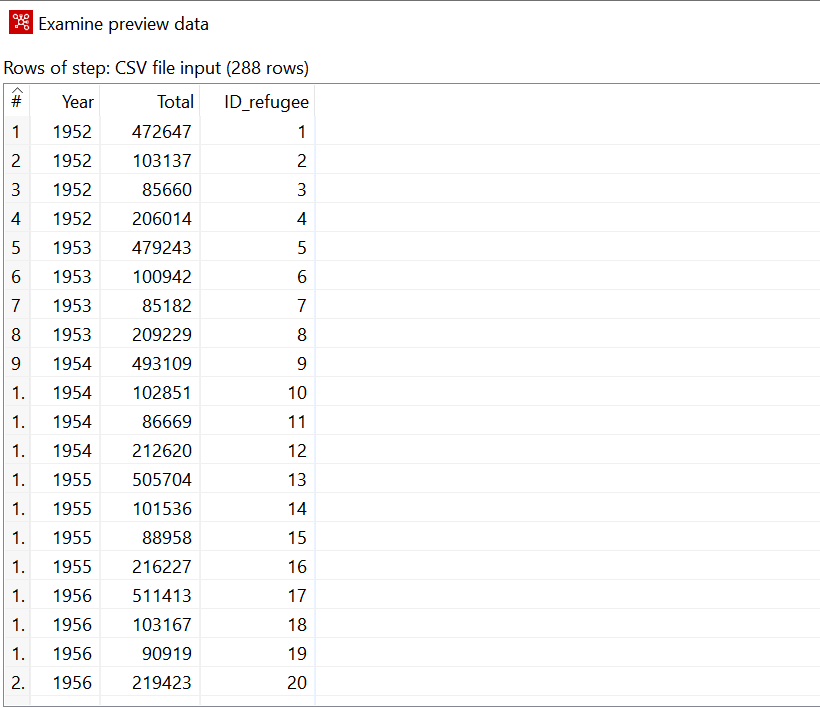 Examine preview data
Rows of step: CSV file input (288 rows)
# Year Total ID_refugee
1 1952 472647 1
2 1952 103137 2
3 1952 85660 3
4 1952 206014 4
5 1953 479243 5
6 1953 100942 6
7 1953 85182 7
8 1953 209229 8
9 1954 493109 9
1. 1954 102851 10
1. 1954 86669 11
1. 1954 212620 12
1. 1955 505704 13
1. 1955 101536 14
1. 1955 88958 15
1. 1955 216227 16
1. 1956 511413 17
1. 1956 103167 18
1. 1956 90919 19
2. 1956 219423 20